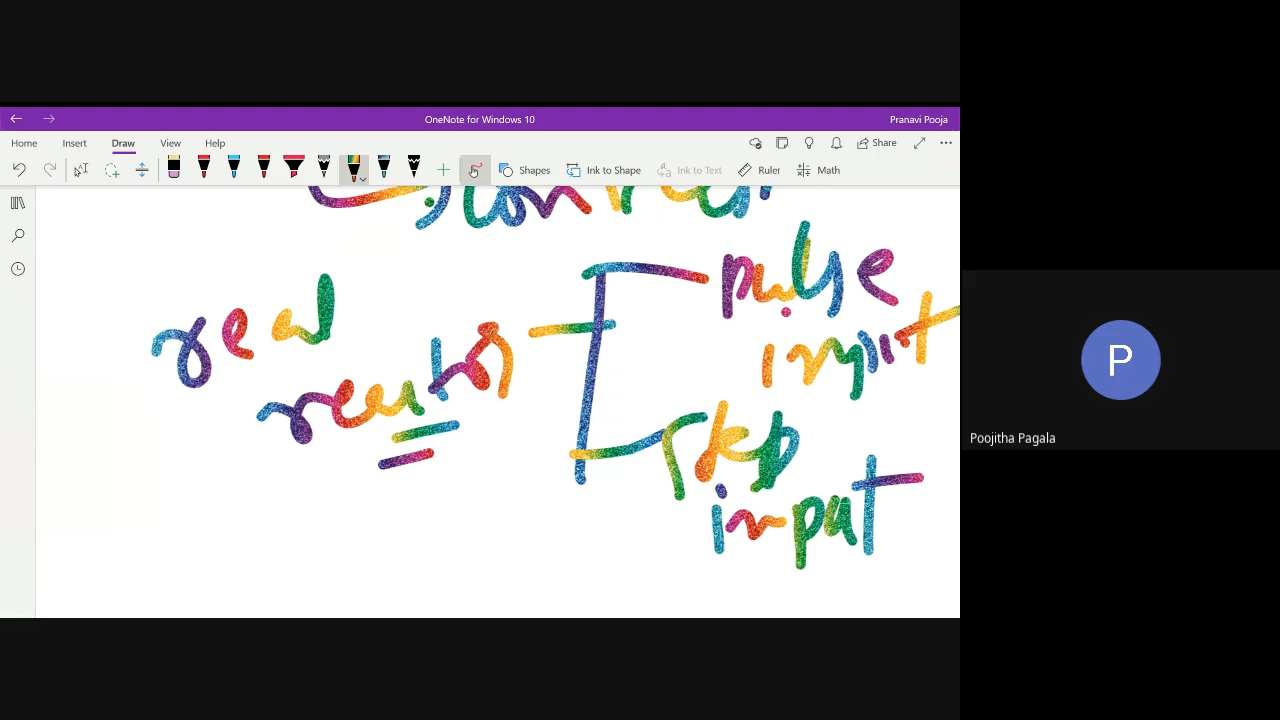 OneNote for Windows 10
Pranavi Pooja
Home Insert Draw View Help
Share
Shapes Ink to Shape Ink to Text Ruler Math
pulse
input
real
step
input
P
Poojitha Pagala